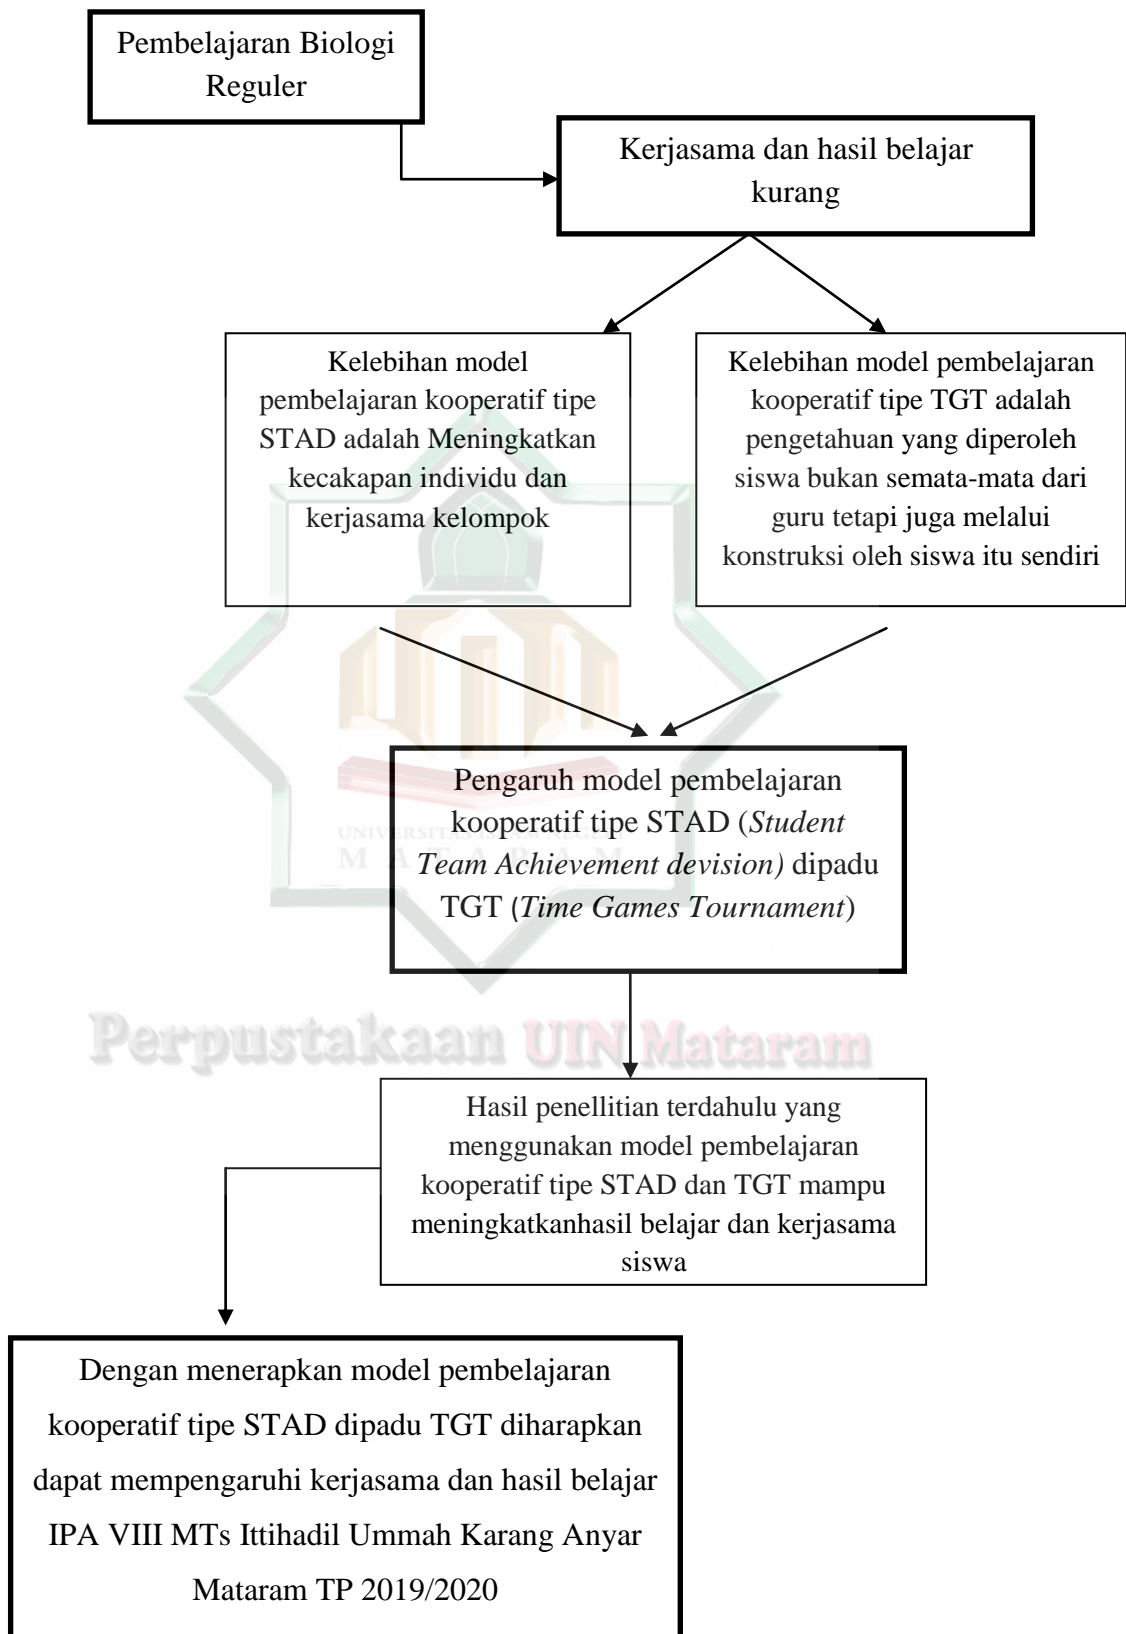 Pembelajaran Biologi
Reguler
Kerjasama dan hasil belajar
kurang
Kelebihan model
pembelajaran kooperatif tipe
STAD adalah Meningkatkan
kecakapan individu dan
kerjasama kelompok
Kelebihan model pembelajaran
kooperatif tipe TGT adalah
pengetahuan yang diperoleh
siswa bukan semata-mata dari
guru tetapi juga melalui
konstruksi oleh siswa itu sendiri
Pengaruh model pembelajaran
kooperatif tipe STAD (Student
Team Achievement devision) dipadu
TGT (Time Games Tournament)
UNIVERSITAS ISLAM NEGERI
MATARAM
Perpustakaan UIN Mataram
Hasil penellitian terdahulu yang
menggunakan model pembelajaran
kooperatif tipe STAD dan TGT mampu
meningkatkanhasil belajar dan kerjasama
siswa
Dengan menerapkan model pembelajaran
kooperatif tipe STAD dipadu TGT diharapkan
dapat mempengaruhi kerjasama dan hasil belajar
IPA VIII MTs Ittihadil Ummah Karang Anyar
Mataram TP 2019/2020